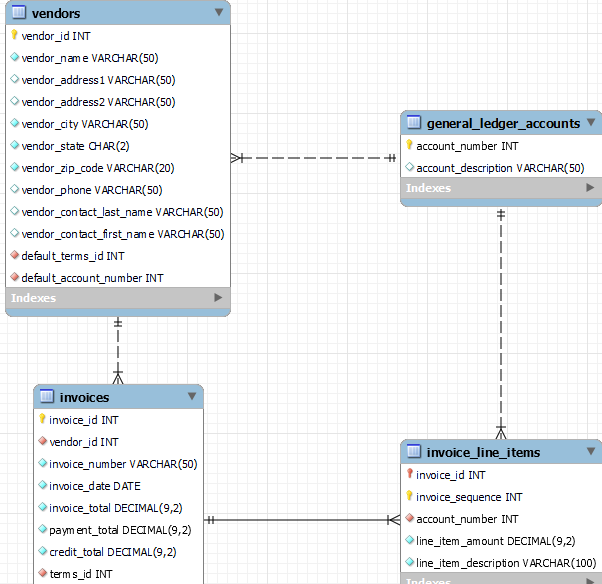 vendors
vendor_id INT
vendor_name VARCHAR(50)
vendor_address1 VARCHAR(50)
vendor_address2 VARCHAR(50)
vendor_city VARCHAR(50)
vendor_state CHAR(2)
vendor_zip_code VARCHAR(20)
vendor_phone VARCHAR(50)
vendor_contact_last_name VARCHAR(50)
vendor_contact_first_name VARCHAR(50)
default_terms_id INT
default_account_number INT
Indexes
general_ledger_accounts
account_number INT
account_description VARCHAR(50)
Indexes
invoices
invoice_id INT
vendor_id INT
invoice_number VARCHAR(50)
invoice_date DATE
invoice_total DECIMAL(9,2)
payment_total DECIMAL(9,2)
credit_total DECIMAL(9,2)
terms_id INT
invoice_line_items
invoice_id INT
invoice_sequence INT
account_number INT
line_item_amount DECIMAL(9,2)
line_item_description VARCHAR(100)
Indexes